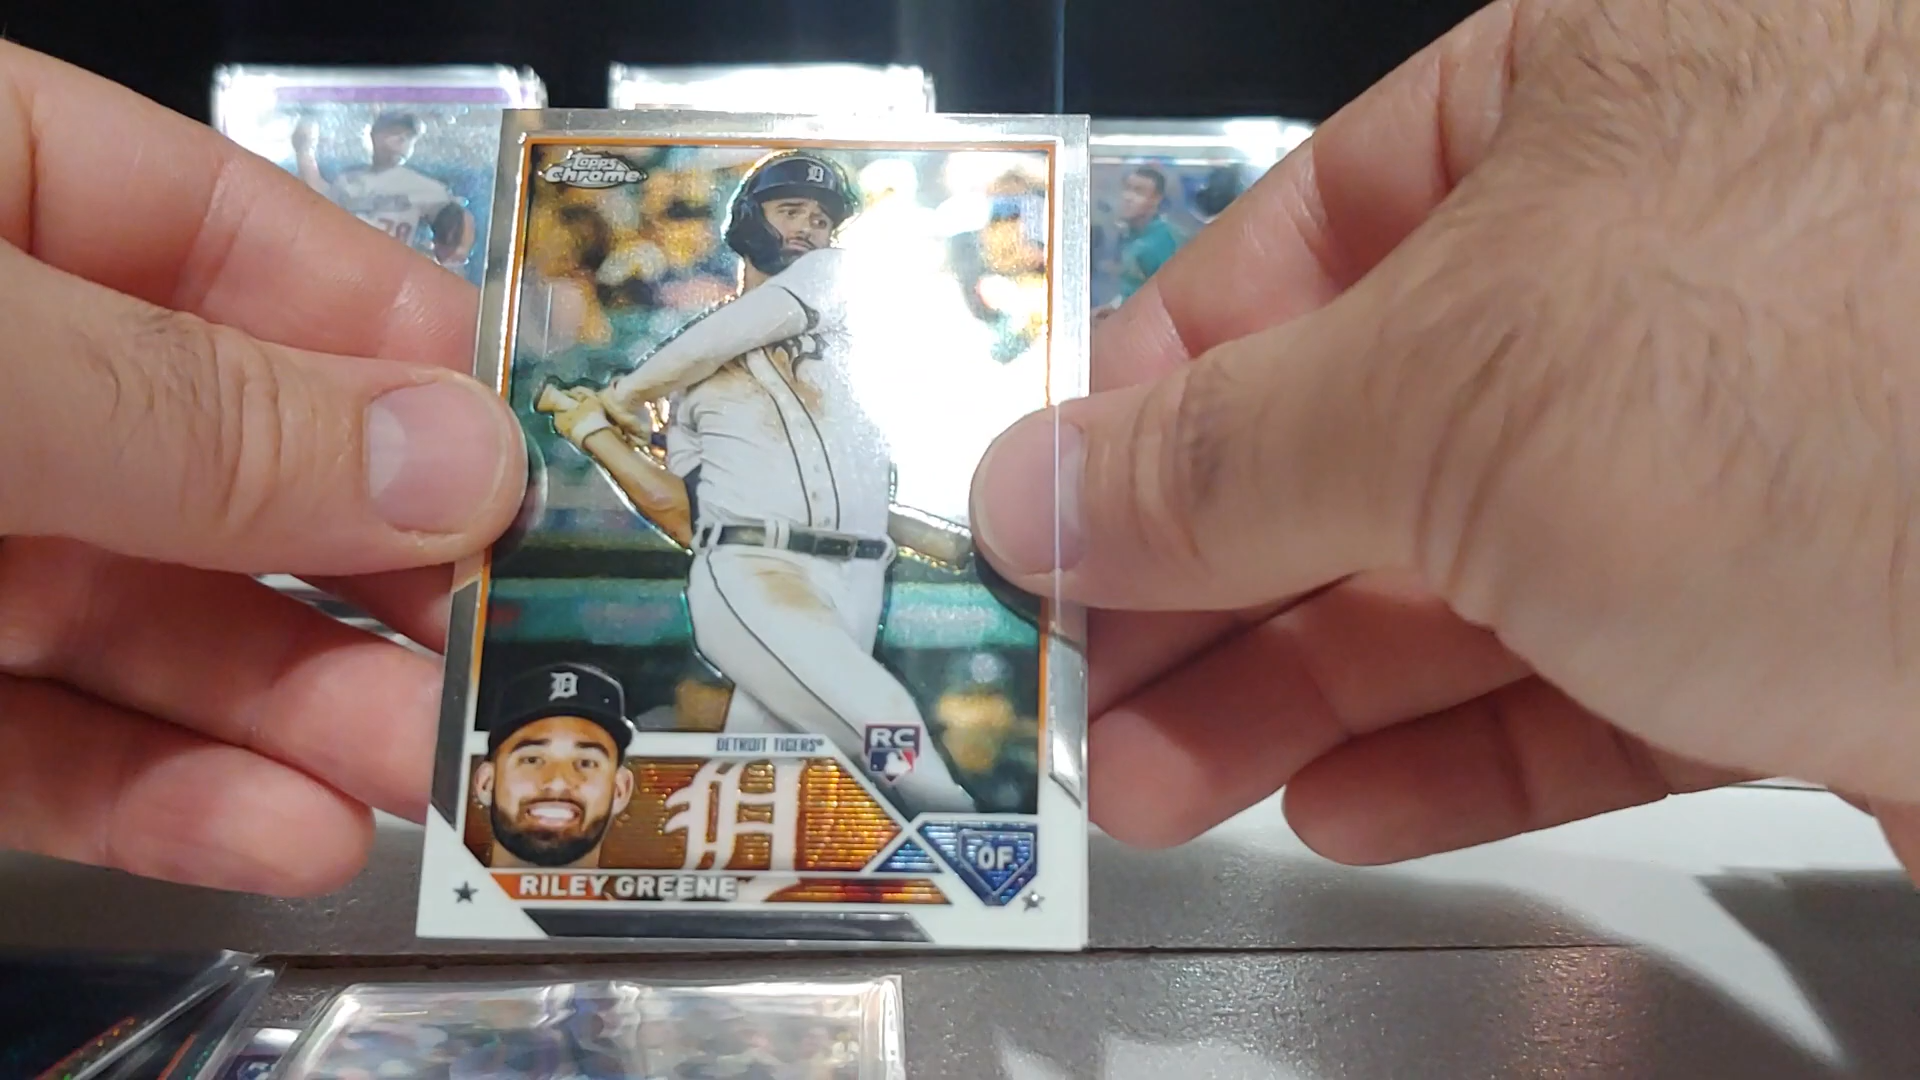 Topps
Chrome
D
D
DETROIT TIGERS®
RC
D
OF
RILEY GREENE